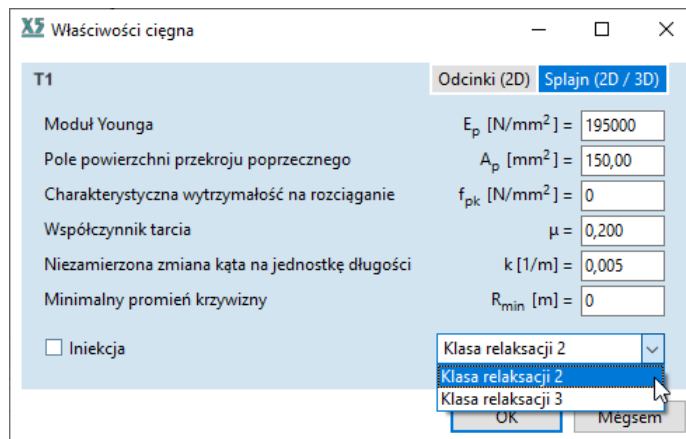 X5 Właściwości cięgna
T1 Odcinki (2D) Splajn (2D / 3D)
Moduł Younga Eₚ [N/mm²] = 195000
Pole powierzchni przekroju poprzecznego Aₚ [mm²] = 150,00
Charakterystyczna wytrzymałość na rozciąganie fₚₖ [N/mm²] = 0
Współczynnik tarcia μ = 0,200
Niezamierzona zmiana kąta na jednostkę długości k [1/m] = 0,005
Minimalny promień krzywizny Rₘᵢₙ [m] = 0
Iniekcja Klasa relaksacji 2
Klasa relaksacji 2
Klasa relaksacji 3
OK Mégsem